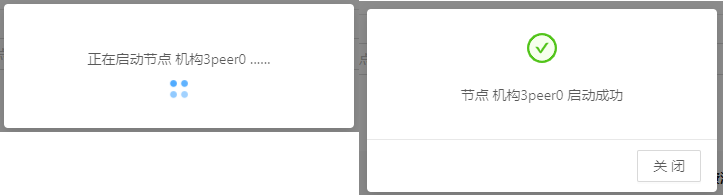 正在启动节点 机构3peer0 ......
节点 机构3peer0 启动成功
关 闭